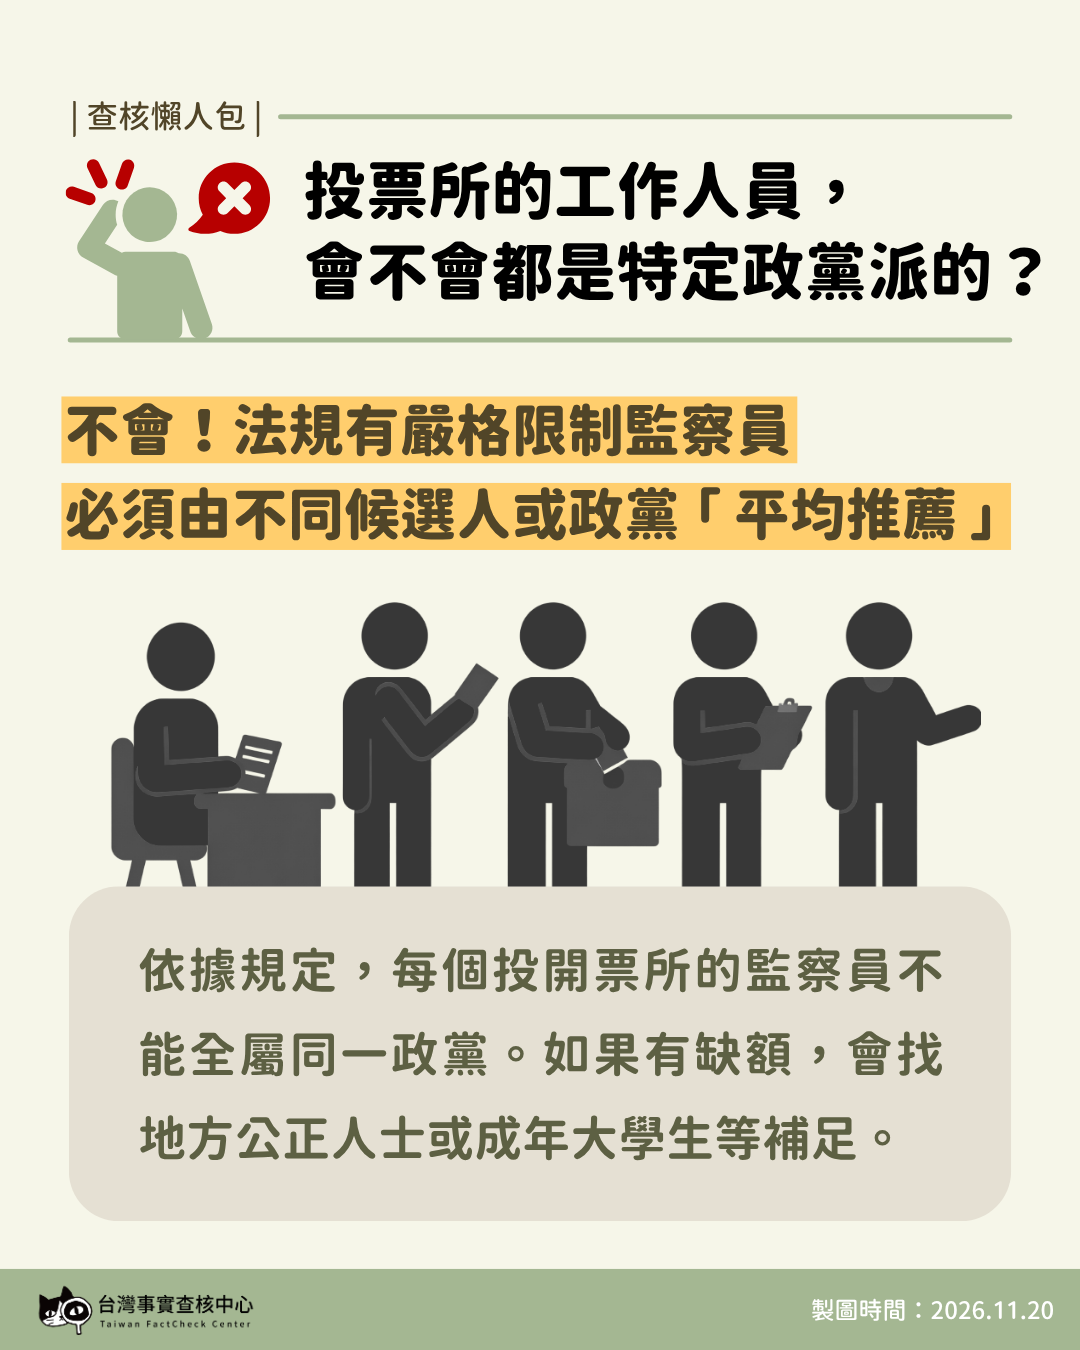 |查核懶人包|
投票所的工作人員，
會不會都是特定政黨派的？
不會！法規有嚴格限制監察員
必須由不同候選人或政黨「平均推薦」
依據規定，每個投開票所的監察員不
能全屬同一政黨。如果有缺額，會找
地方公正人士或成年大學生等補足。
台灣事實查核中心
Taiwan FactCheck Center
製圖時間：2026.11.20